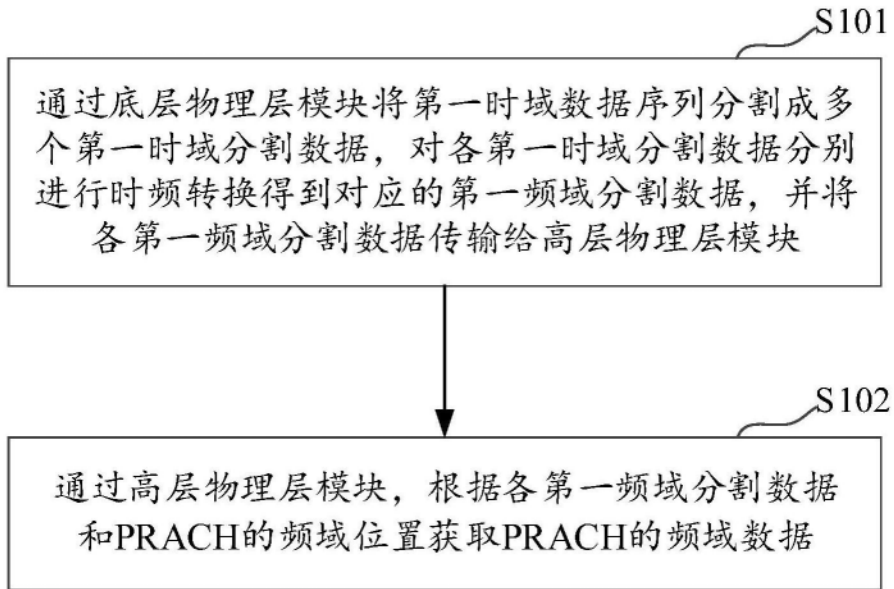 S101
通过底层物理层模块将第一时域数据序列分割成多
个第一时域分割数据，对各第一时域分割数据分别
进行时频转换得到对应的第一频域分割数据，并将
各第一频域分割数据传输给高层物理层模块
S102
通过高层物理层模块，根据各第一频域分割数据
和PRACH的频域位置获取PRACH的频域数据